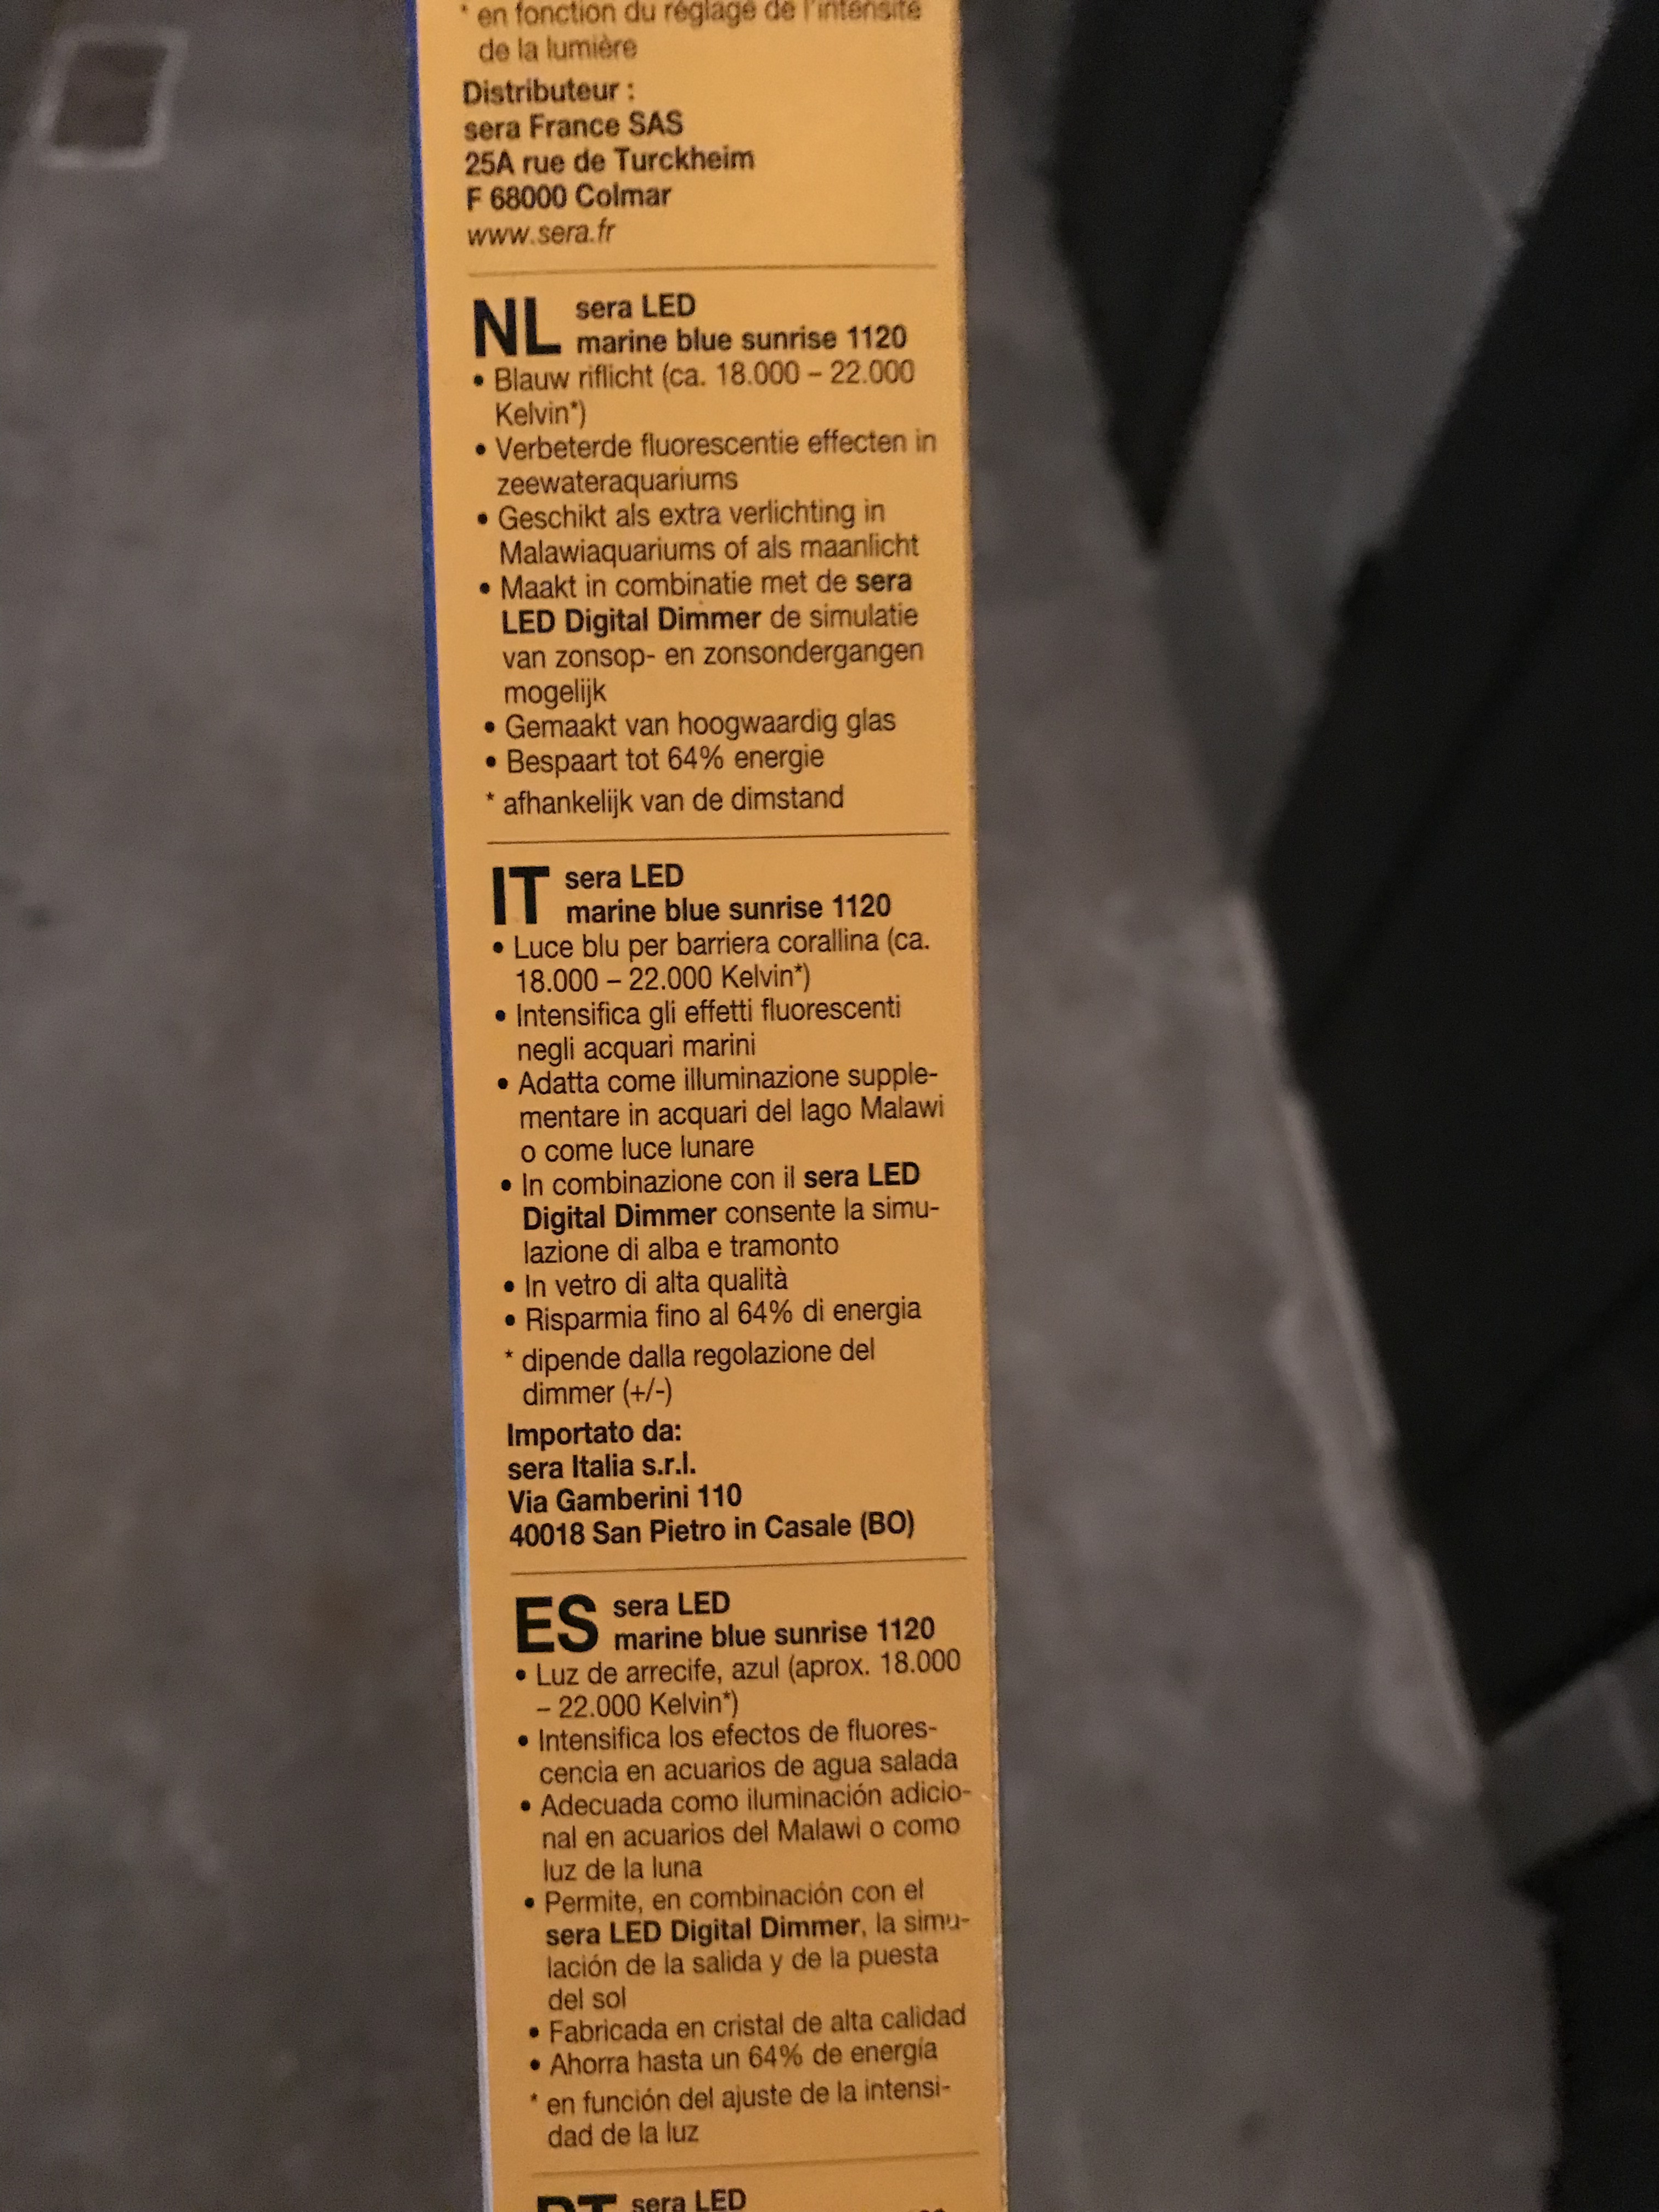 * en fonction du réglage de l'intensité
de la lumière
Distributeur :
sera France SAS
25A rue de Turckheim
F 68000 Colmar
www.sera.fr
NL sera LED
marine blue sunrise 1120
• Blauw riflicht (ca. 18.000 – 22.000
Kelvin*)
• Verbeterde fluorescentie effecten in
zeewateraquariums
• Geschikt als extra verlichting in
Malawiaquariums of als maanlicht
• Maakt in combinatie met de sera
LED Digital Dimmer de simulatie
van zonsop- en zonsondergangen
mogelijk
• Gemaakt van hoogwaardig glas
• Bespaart tot 64% energie
* afhankelijk van de dimstand
IT sera LED
marine blue sunrise 1120
• Luce blu per barriera corallina (ca.
18.000 – 22.000 Kelvin*)
• Intensifica gli effetti fluorescenti
negli acquari marini
• Adatta come illuminazione supple-
mentare in acquari del lago Malawi
o come luce lunare
• In combinazione con il sera LED
Digital Dimmer consente la simu-
lazione di alba e tramonto
• In vetro di alta qualità
• Risparmia fino al 64% di energia
* dipende dalla regolazione del
dimmer (+/-)
Importato da:
sera Italia s.r.l.
Via Gamberini 110
40018 San Pietro in Casale (BO)
ES sera LED
marine blue sunrise 1120
• Luz de arrecife, azul (aprox. 18.000
– 22.000 Kelvin*)
• Intensifica los efectos de fluores-
cencia en acuarios de agua salada
• Adecuada como iluminación adicio-
nal en acuarios del Malawi o como
luz de la luna
• Permite, en combinación con el
sera LED Digital Dimmer, la simu-
lación de la salida y de la puesta
del sol
• Fabricada en cristal de alta calidad
• Ahorra hasta un 64% de energía
* en función del ajuste de la intensi-
dad de la luz
PT sera LED